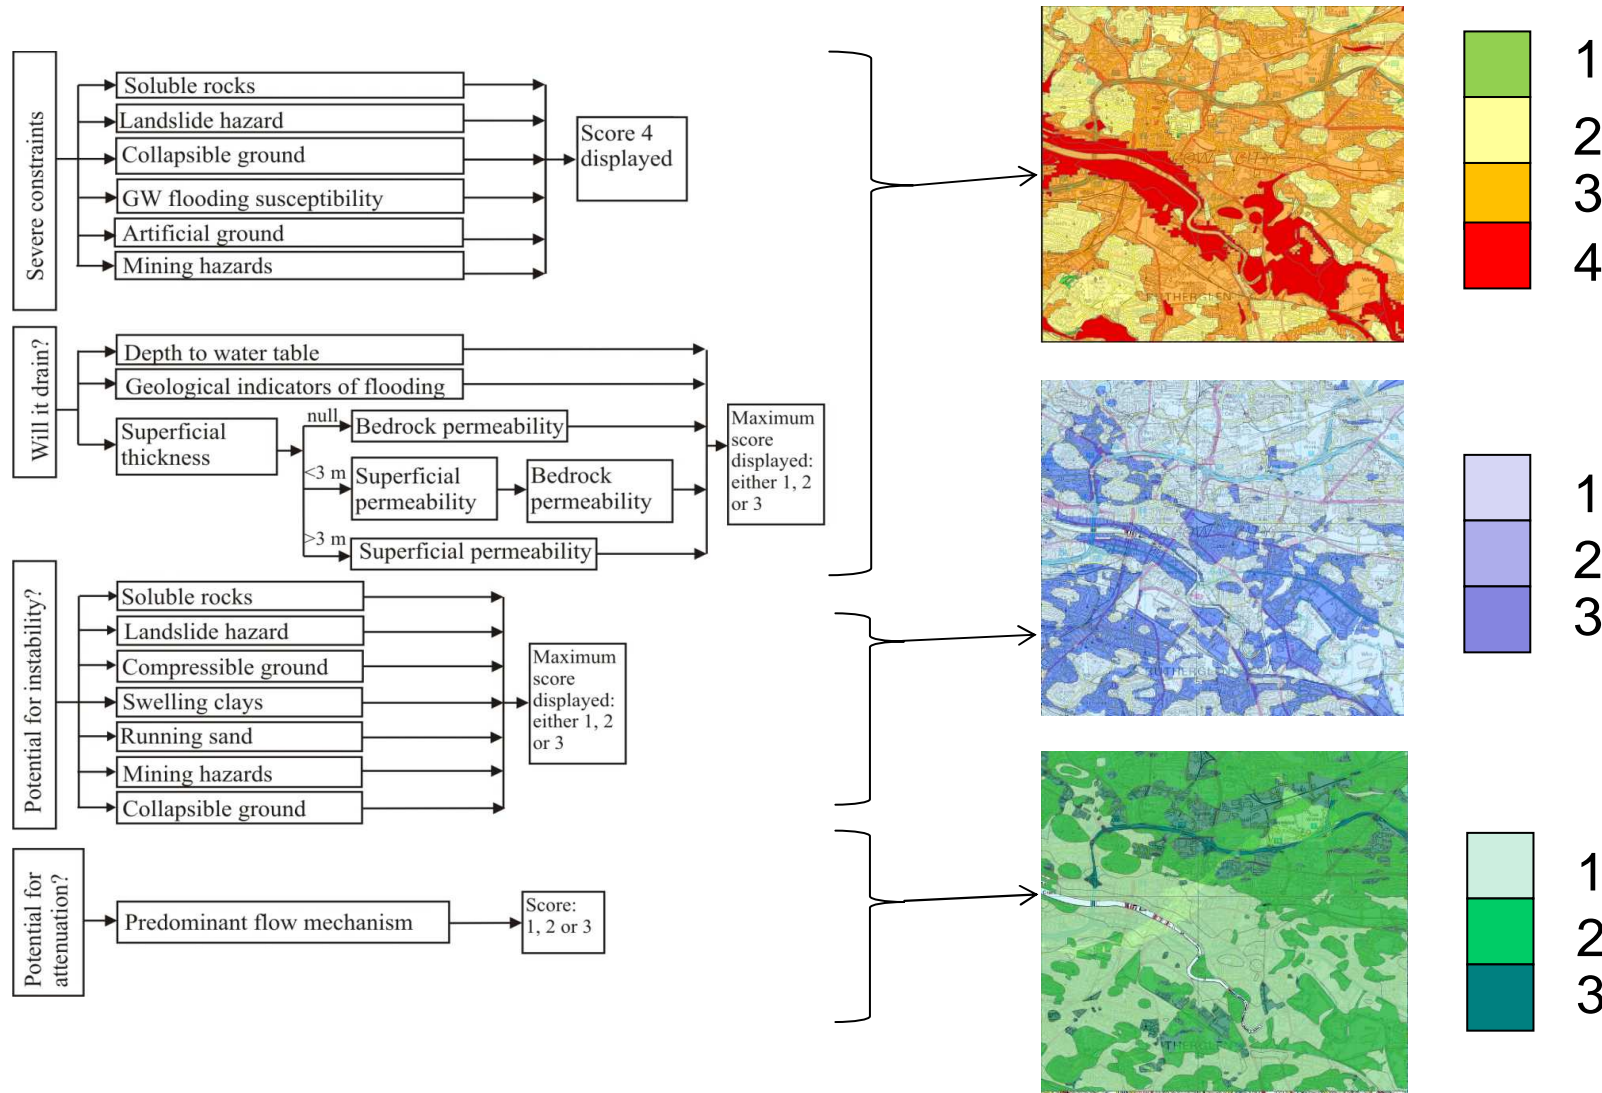 Severe constraints
Soluble rocks
Landslide hazard
Collapsible ground
GW flooding susceptibility
Artificial ground
Mining hazards
Score 4
displayed
Will it drain?
Depth to water table
Geological indicators of flooding
Superficial
thickness
null
Bedrock permeability
<3 m
Superficial
permeability
Bedrock
permeability
>3 m
Superficial permeability
Maximum
score
displayed:
either 1, 2
or 3
Potential for instability?
Soluble rocks
Landslide hazard
Compressible ground
Swelling clays
Running sand
Mining hazards
Collapsible ground
Maximum
score
displayed:
either 1, 2
or 3
Potential for
attenuation?
Predominant flow mechanism
Score:
1, 2 or 3
RUTHERGLEN
1
2
3
4
RUTHERGLEN
1
2
3
THERGLEN
1
2
3